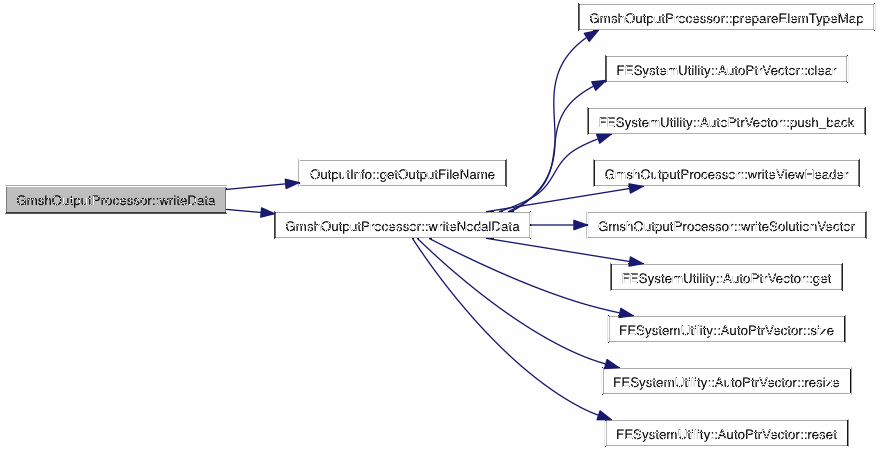 GmshOutputProcessor::prepareElemTypeMap
FESystemUtility::AutoPtrVector::clear
FESystemUtility::AutoPtrVector::push_back
OutputInfo::getOutputFileName
GmshOutputProcessor::writeViewHeader
GmshOutputProcessor::writeData
GmshOutputProcessor::writeNodalData
GmshOutputProcessor::writeSolutionVector
FESystemUtility::AutoPtrVector::get
FESystemUtility::AutoPtrVector::size
FESystemUtility::AutoPtrVector::resize
FESystemUtility::AutoPtrVector::reset